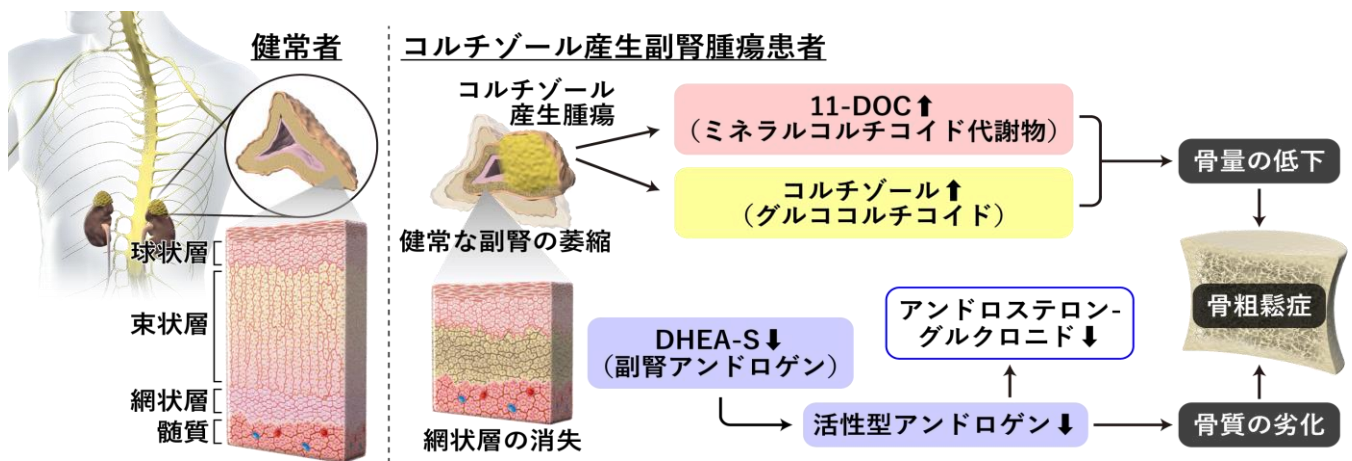 健常者
球状層
束状層
網状層
髄質
コルチゾール産生副腎腫瘍患者
コルチゾール
産生腫瘍
健常な副腎の萎縮
網状層の消失
11-DOC⬆
（ミネラルコルチコイド代謝物）
コルチゾール⬆
（グルココルチコイド）
骨量の低下
DHEA-S⬇
（副腎アンドロゲン）
アンドロステロン-
グルクロニド⬇
活性型アンドロゲン⬇
骨質の劣化
骨粗鬆症